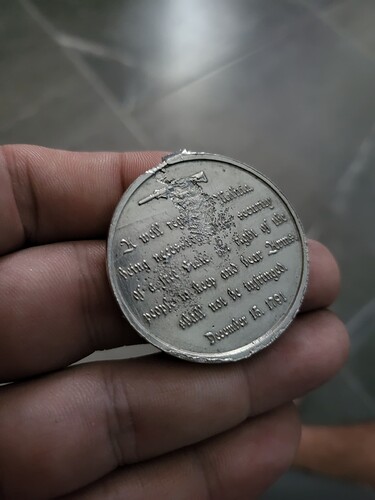 A well Militia
being security
of a free State, the right of the
people to keep and bear Arms
shall not be infringed
December 15, 1791